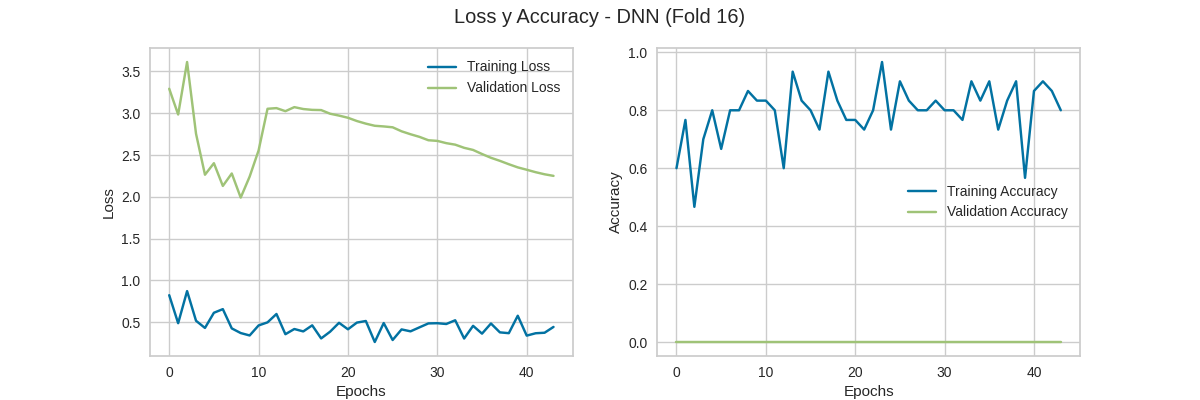 Loss y Accuracy - DNN (Fold 16)
Training Loss
Validation Loss
3.5
3.0
2.5
2.0
1.5
1.0
0.5
Loss
0 10 20 30 40
Epochs
1.0
0.8
0.6
0.4
0.2
0.0
Accuracy
Training Accuracy
Validation Accuracy
0 10 20 30 40
Epochs